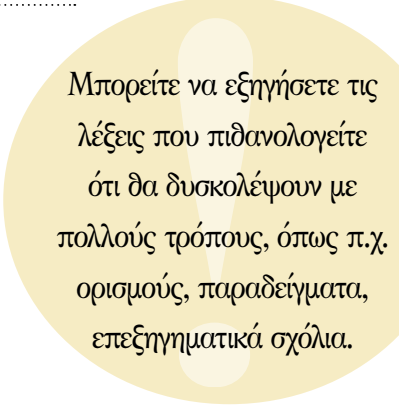 Μπορείτε να εξηγήσετε τις
λέξεις που πιθανολογείτε
ότι θα δυσκολέψουν με
πολλούς τρόπους, όπως π.χ.
ορισμούς, παραδείγματα,
επεξηγηματικά σχόλια.